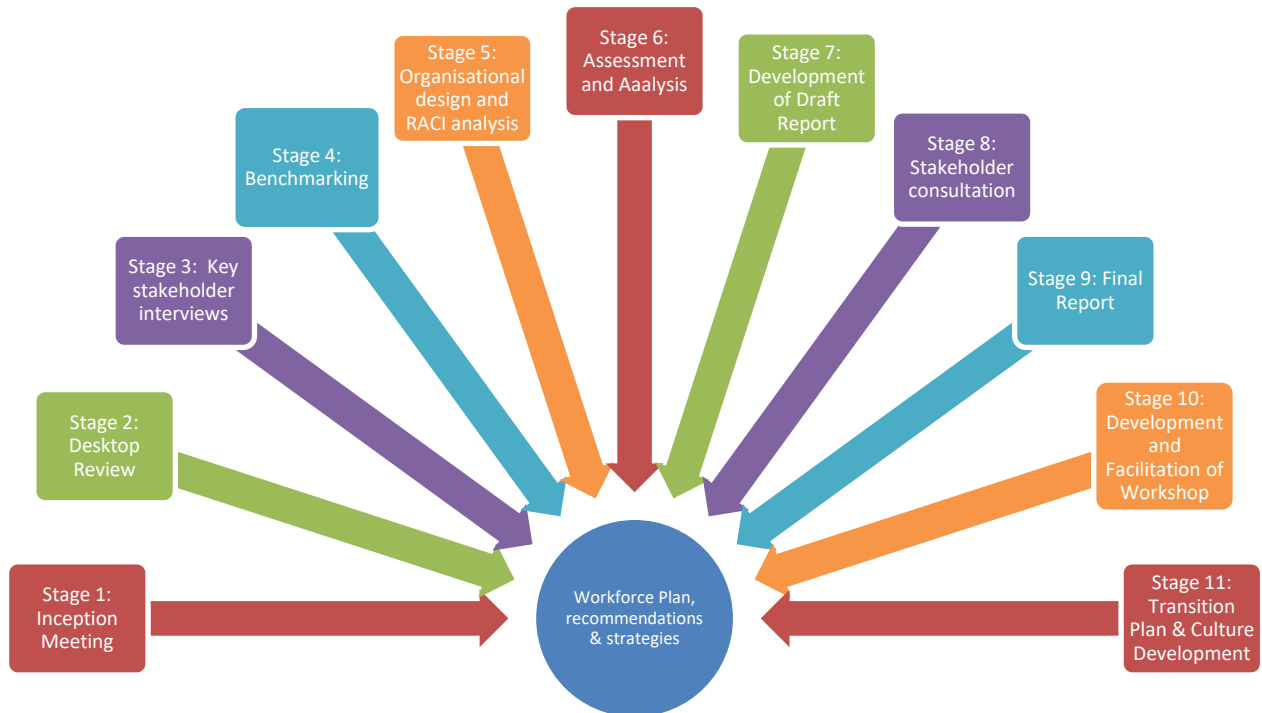 Stage 1:
Inception
Meeting
Stage 2:
Desktop
Review
Stage 3:  Key
stakeholder
interviews
Stage 4:
Benchmarking
Stage 5:
Organisational
design and
RACI analysis
Stage 6:
Assessment
and Aaalysis
Stage 7:
Development
of Draft
Report
Stage 8:
Stakeholder
consultation
Stage 9: Final
Report
Stage 10:
Development
and
Facilitation of
Workshop
Stage 11:
Transition
Plan & Culture
Development
Workforce Plan,
recommendations
& strategies